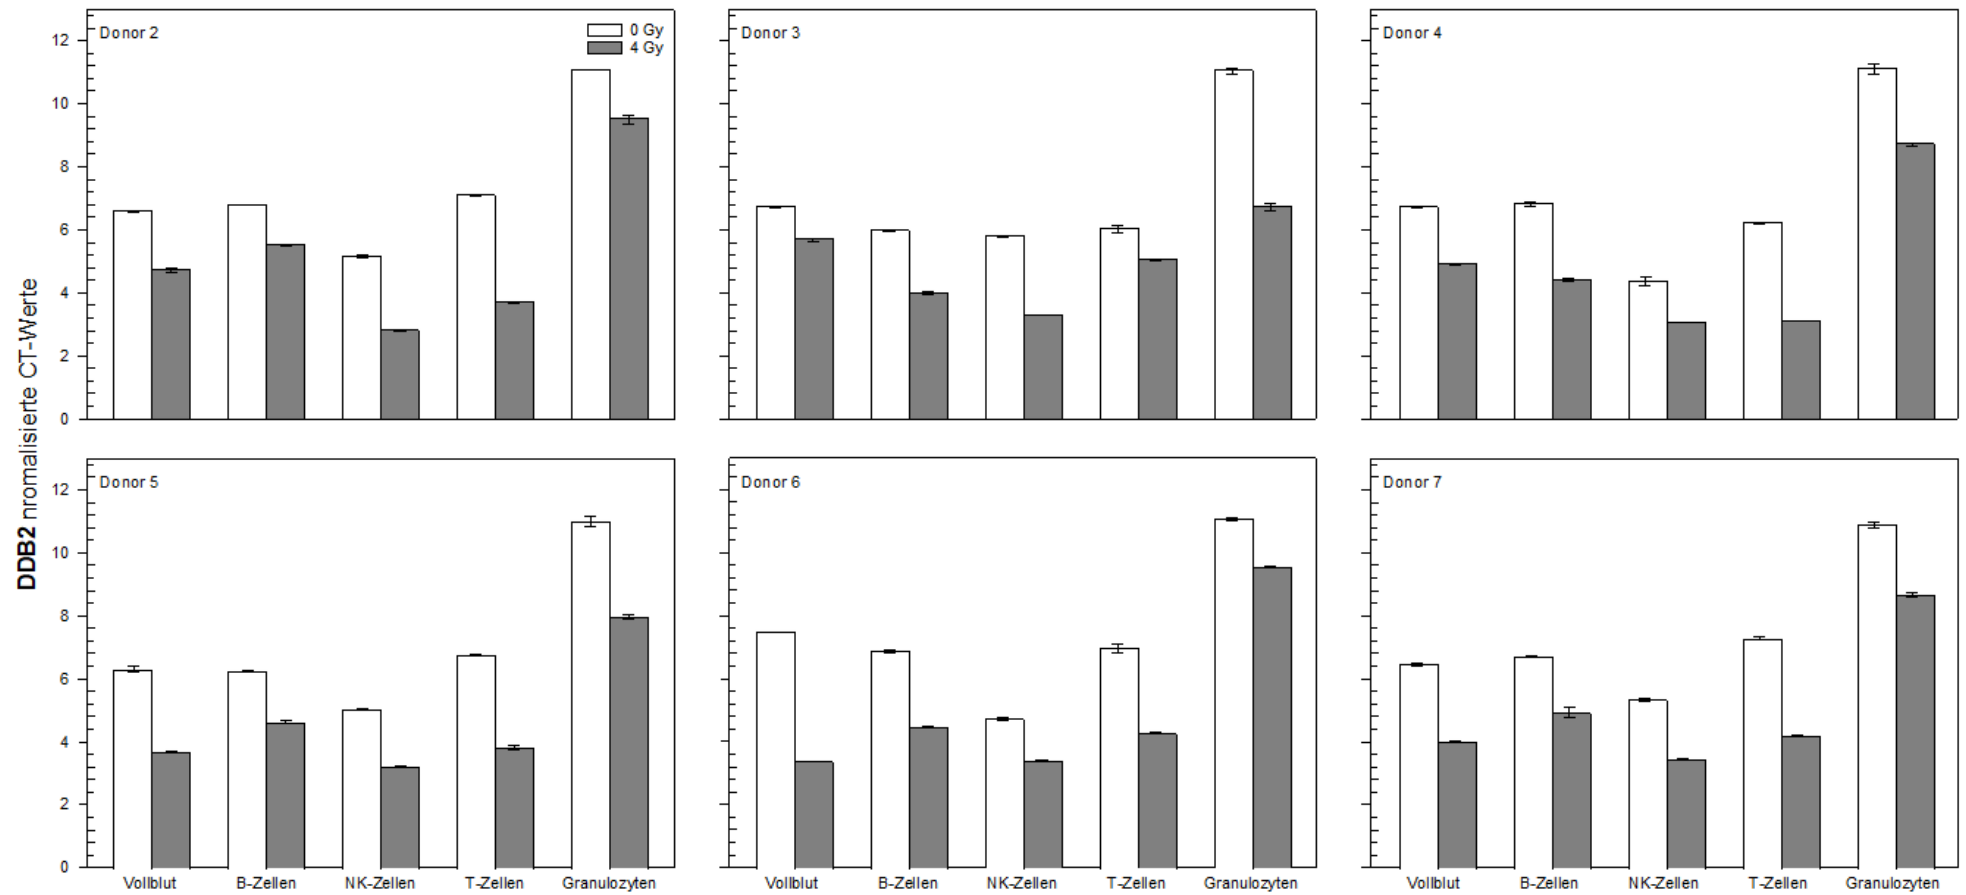 Donor 2
0 Gy
4 Gy
Donor 3
Donor 4
12
10
8
6
4
2
0
DDB2 nromalisierte CT-Werte
Donor 5
Donor 6
Donor 7
12
10
8
6
4
2
0
Vollblut B-Zellen NK-Zellen T-Zellen Granulozyten
Vollblut B-Zellen NK-Zellen T-Zellen Granulozyten
Vollblut B-Zellen NK-Zellen T-Zellen Granulozyten